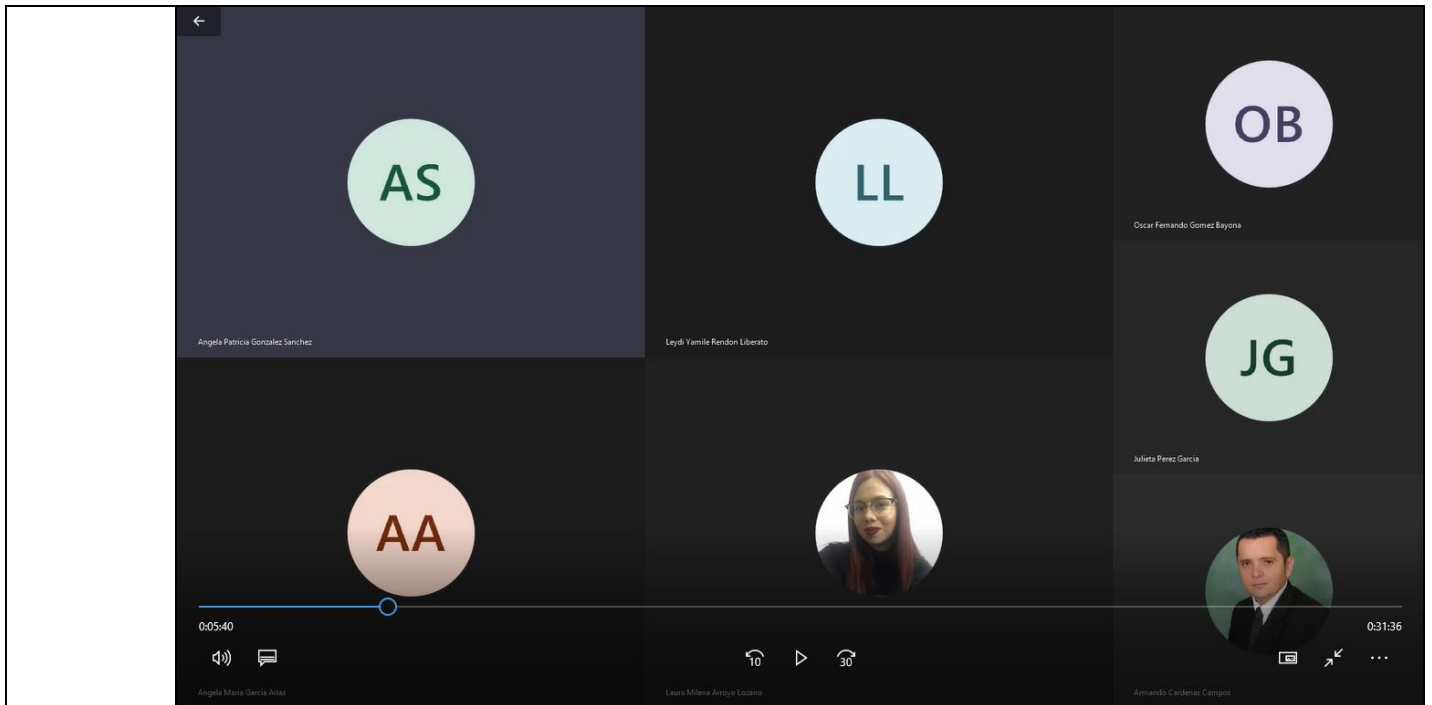 AS
Angela Patricia Gonzalez Sanchez
LL
Leydi Yamile Rendon Liberato
OB
Oscar Fernando Gomez Bayona
JG
Julieta Perez Garcia
AA
Angela Maria Garcia Arias
Laura Milena Arroyo Lozano
Armando Cardenas Campos
0:05:40
0:31:36
10
30